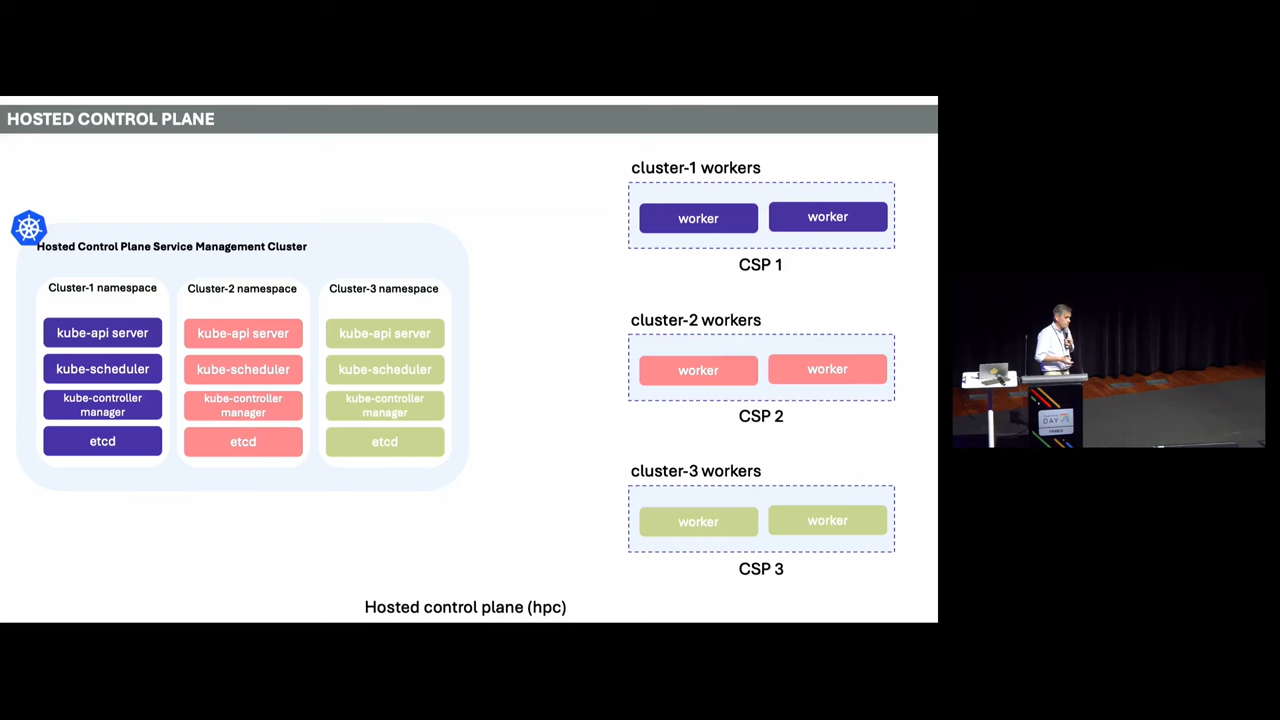 HOSTED CONTROL PLANE
Hosted Control Plane Service Management Cluster
Cluster-1 namespace
kube-api server
kube-scheduler
kube-controller
manager
etcd
Cluster-2 namespace
kube-api server
kube-scheduler
kube-controller
manager
etcd
Cluster-3 namespace
kube-api server
kube-scheduler
kube-controller
manager
etcd
cluster-1 workers
worker worker
CSP 1
cluster-2 workers
worker worker
CSP 2
cluster-3 workers
worker worker
CSP 3
Hosted control plane (hpc)
DAY
FRANCE